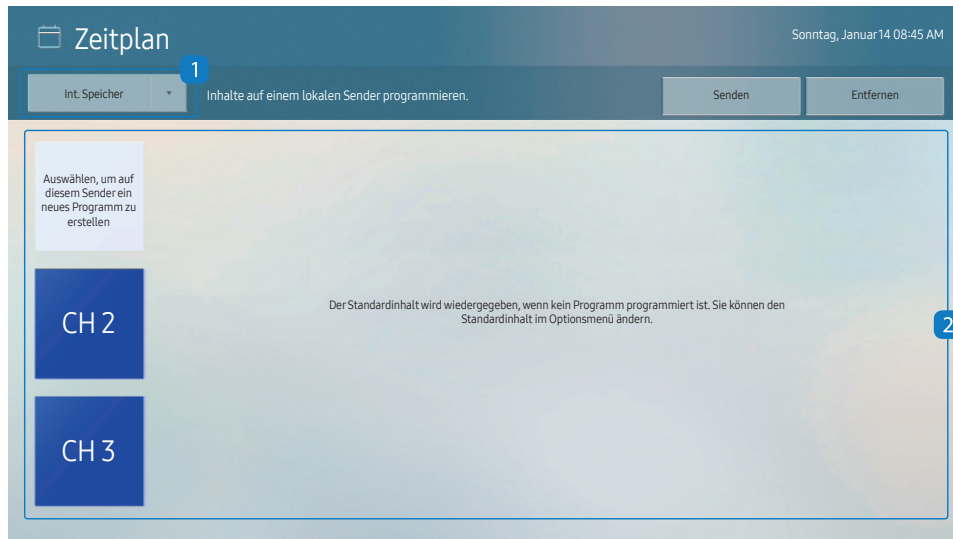 Zeitplan
Sonntag, Januar 14 08:45 AM
1
Int. Speicher
Inhalte auf einem lokalen Sender programmieren.
Senden
Entfernen
Auswählen, um auf
diesem Sender ein
neues Programm zu
erstellen
CH 2
Der Standardinhalt wird wiedergegeben, wenn kein Programm programmiert ist. Sie können den
Standardinhalt im Optionsmenü ändern.
2
CH 3